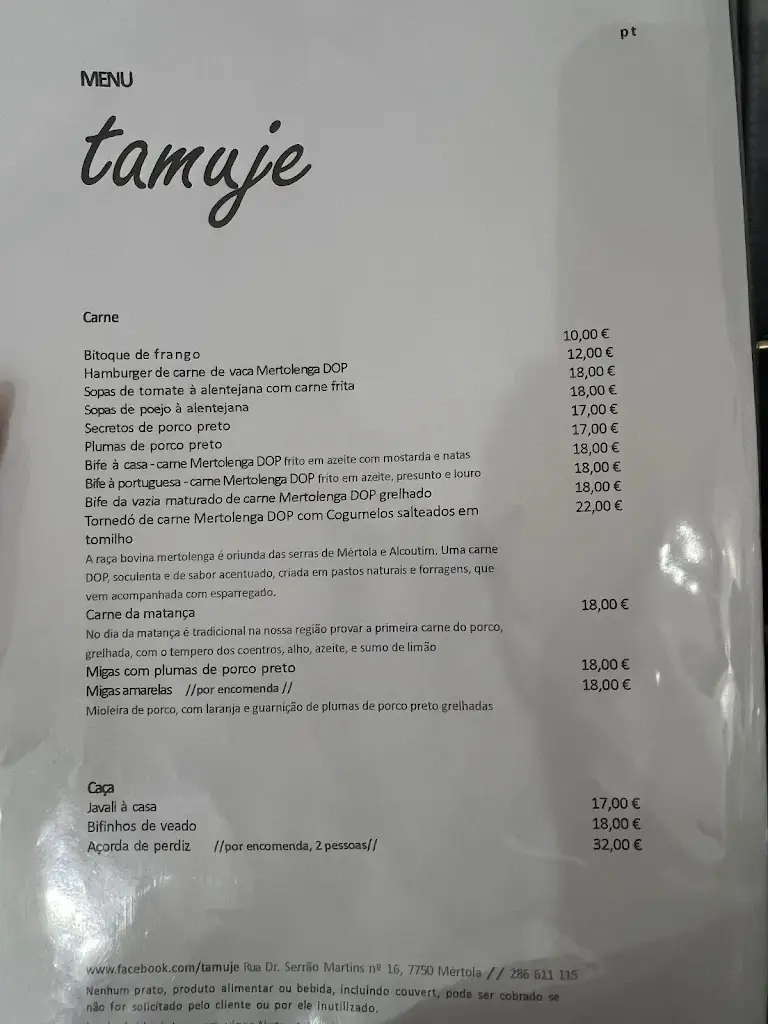 pt
MENU
tamuje
Carne
Bitoque de frango 10,00 €
Hamburger de carne de vaca Mertolenga DOP 12,00 €
Sopas de tomate à alentejana com carne frita 18,00 €
Sopas de poejo à alentejana 18,00 €
Secretos de porco preto 17,00 €
Plumas de porco preto 17,00 €
Bife à casa - carne Mertolenga DOP frito em azeite com mostarda e natas 18,00 €
Bife à portuguesa - carne Mertolenga DOP frito em azeite, presunto e louro 18,00 €
Bife da vazia maturado de carne Mertolenga DOP grelhado 18,00 €
Tornedó de carne Mertolenga DOP com Cogumelos salteados em 22,00 €
tomilho
A raça bovina mertolenga é oriunda das serras de Mértola e Alcoutim. Uma carne
DOP, soculenta e de sabor acentuado, criada em pastos naturais e forragens, que
vem acompanhada com esparregado.
Carne da matança 18,00 €
No dia da matança é tradicional na nossa região provar a primeira carne do porco,
grelhada, com o tempero dos coentros, alho, azeite, e sumo de limão
Migas com plumas de porco preto 18,00 €
Migas amarelas //por encomenda // 18,00 €
Mioleira de porco, com laranja e guarnição de plumas de porco preto grelhadas
Caça
Javali à casa 17,00 €
Bifinhos de veado 18,00 €
Açorda de perdiz //por encomenda, 2 pessoas// 32,00 €
www.facebook.com/tamuje Rua Dr. Serrão Martins nº 16, 7750 Mértola // 286 611 115
Nenhum prato, produto alimentar ou bebida, incluindo couvert, pode ser cobrado se
não for solicitado pelo cliente ou por ele inutilizado.